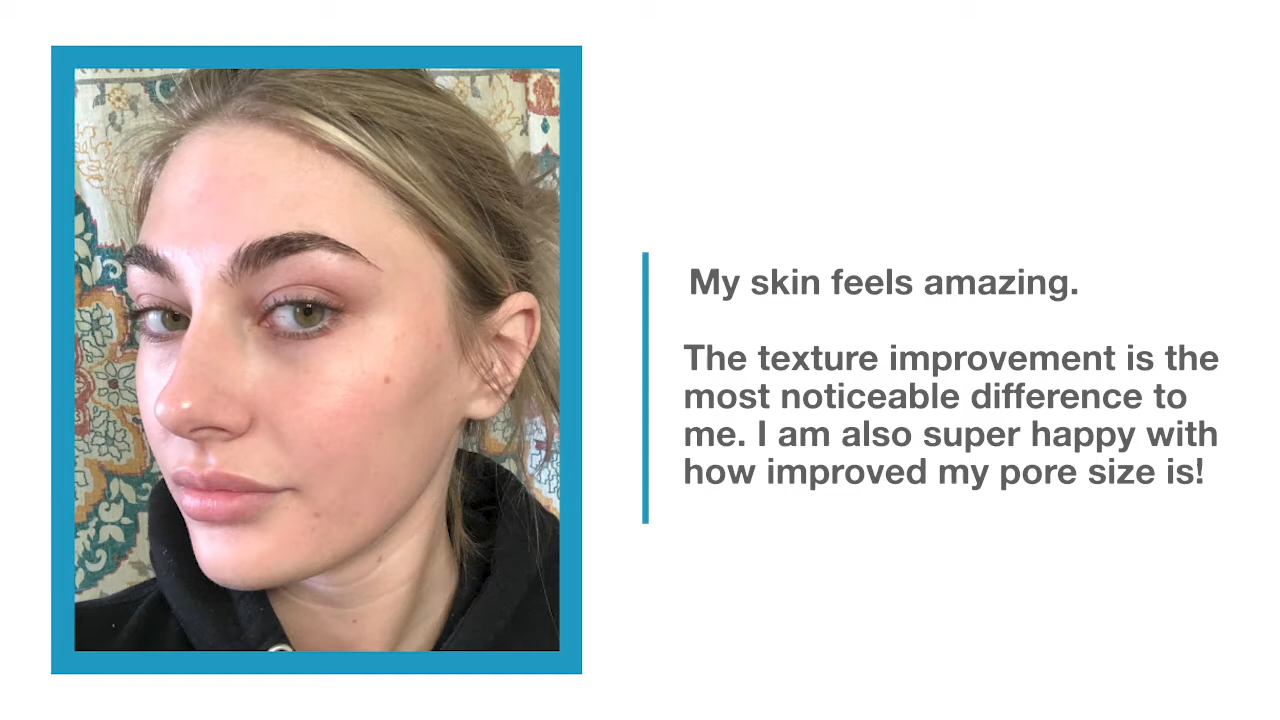 My skin feels amazing.
The texture improvement is the
most noticeable difference to
me. I am also super happy with
how improved my pore size is!